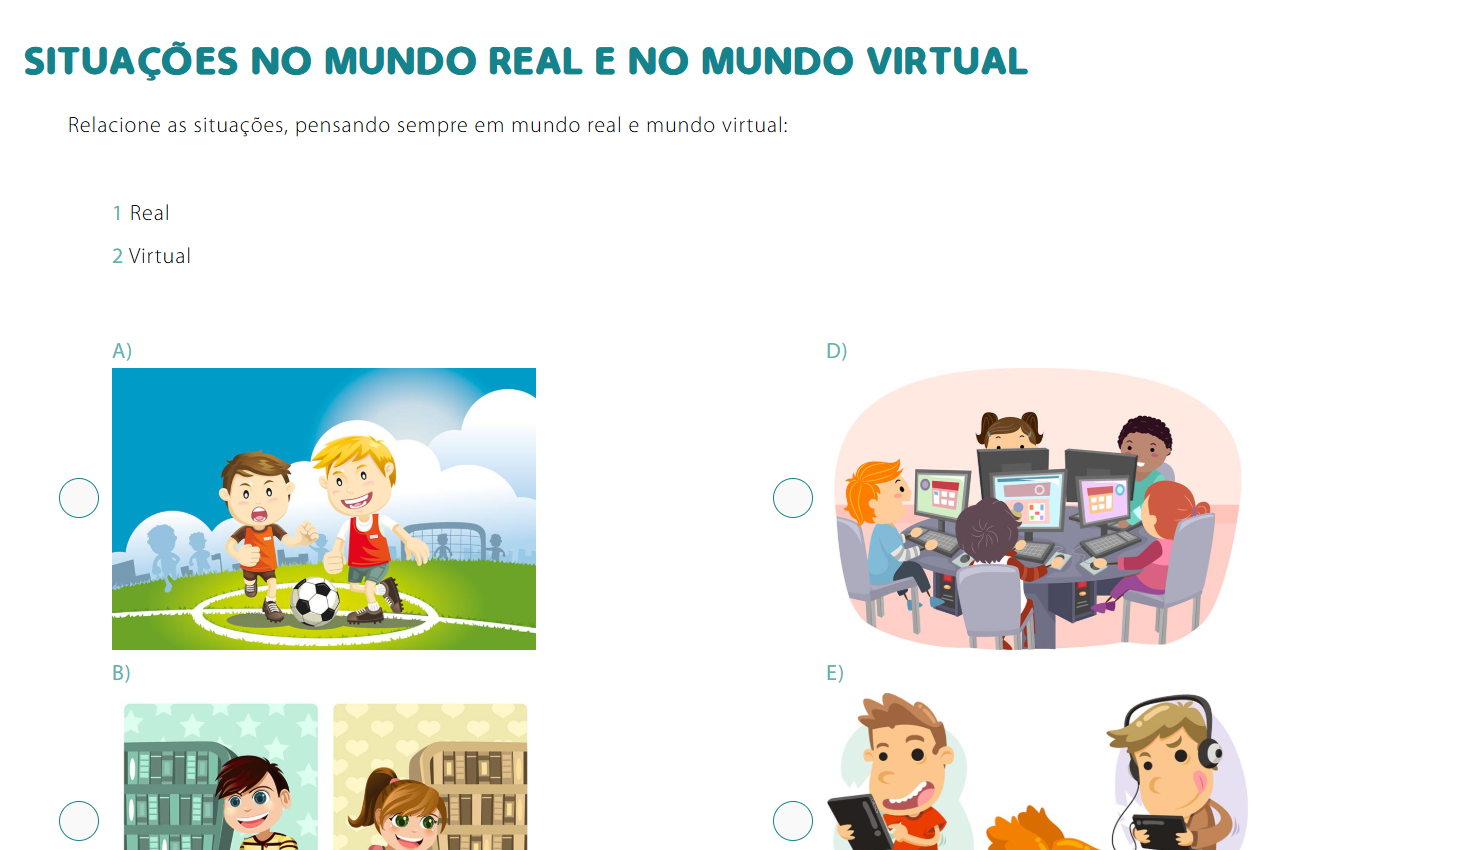 SITUAÇÕES NO MUNDO REAL E NO MUNDO VIRTUAL
Relacione as situações, pensando sempre em mundo real e mundo virtual:
1 Real
2 Virtual
A)
D)
B)
E)